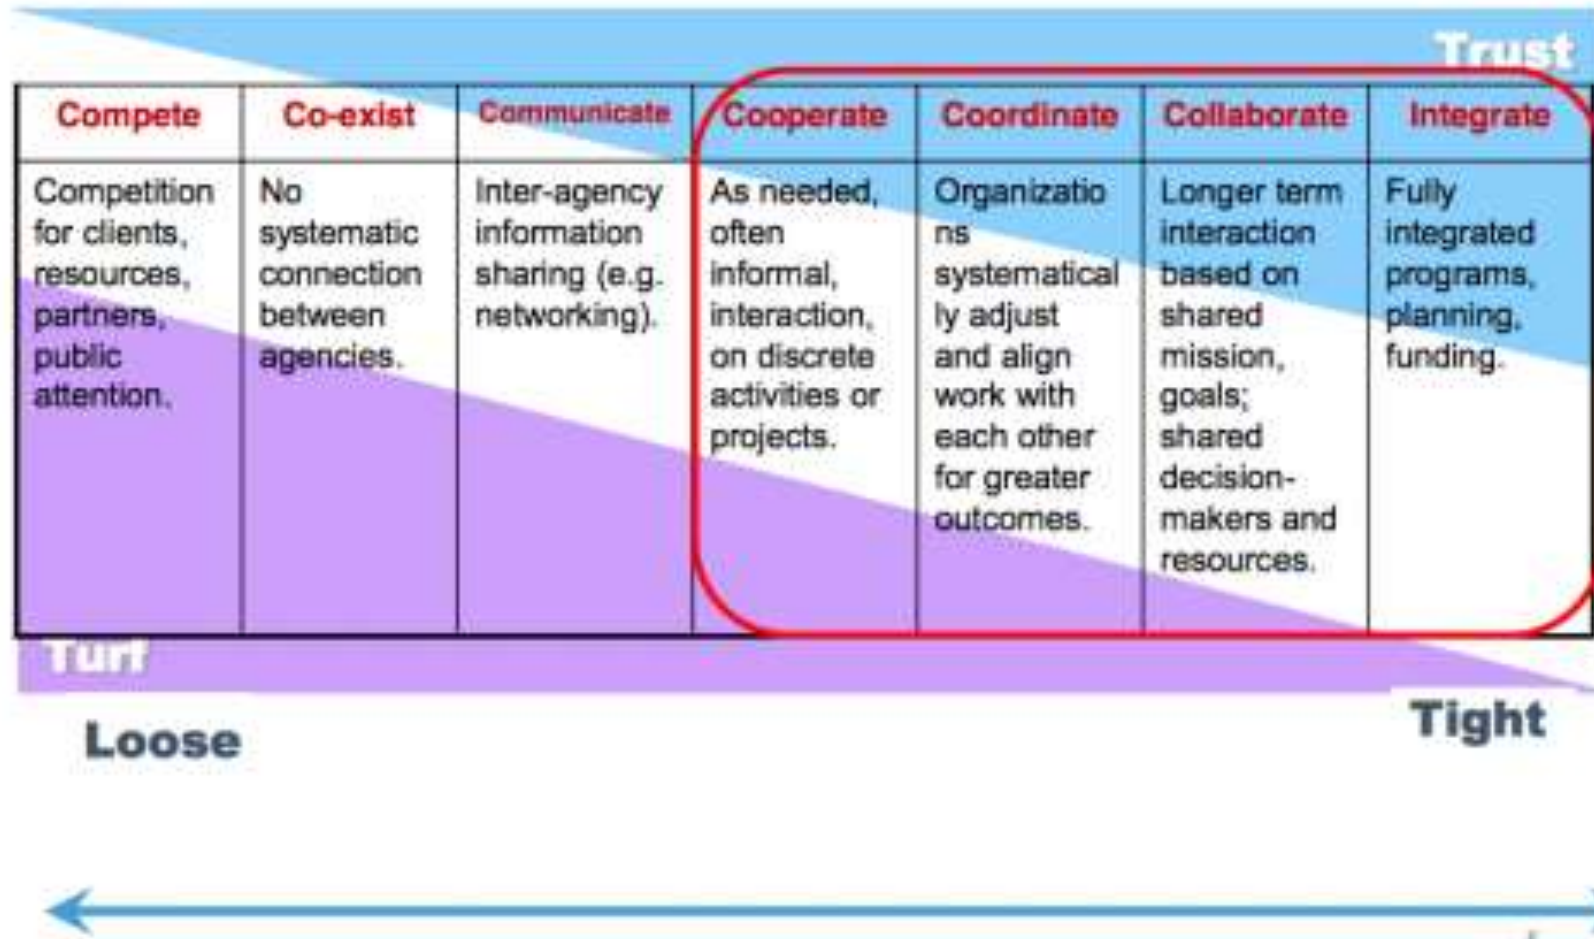 Trust
Compete
Co-exist
Communicate
Cooperate
Coordinate
Collaborate
Integrate
Competition
for clients,
resources,
partners,
public
attention.
No
systematic
connection
between
agencies.
Inter-agency
information
sharing (e.g.
networking).
As needed,
often
informal,
interaction,
on discrete
activities or
projects.
Organizatio
ns
systematical
ly adjust
and align
work with
each other
for greater
outcomes.
Longer term
interaction
based on
shared
mission,
goals;
shared
decision-
makers and
resources.
Fully
integrated
programs,
planning,
funding.
Turf
Loose
Tight